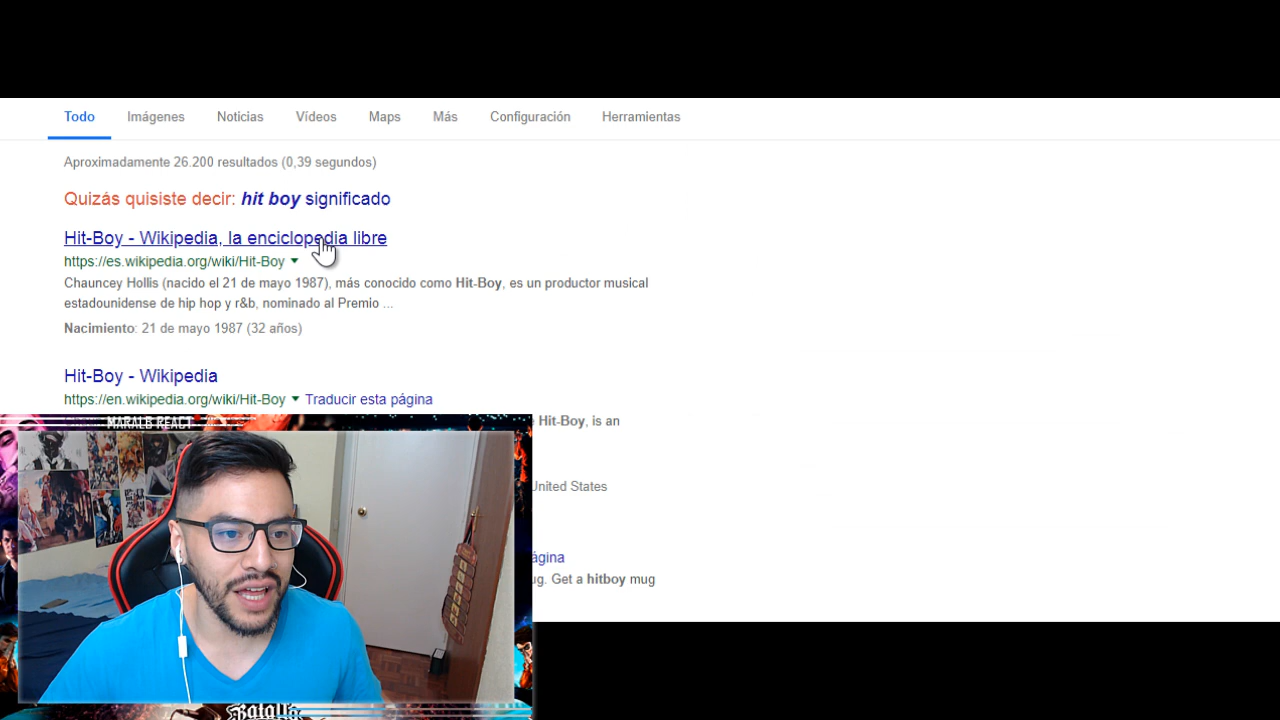 Todo Imágenes Noticias Vídeos Maps Más Configuración Herramientas
Aproximadamente 26.200 resultados (0,39 segundos)
Quizás quisiste decir: hit boy significado
Hit-Boy - Wikipedia, la enciclopedia libre
https://es.wikipedia.org/wiki/Hit-Boy
Chauncey Hollis (nacido el 21 de mayo 1987), más conocido como Hit-Boy, es un productor musical
estadounidense de hip hop y r&b, nominado al Premio ...
Nacimiento: 21 de mayo 1987 (32 años)
Hit-Boy - Wikipedia
https://en.wikipedia.org/wiki/Hit-Boy Traducir esta página
Hit-Boy, is an
MARALB REACT
United States
ágina
ug. Get a hitboy mug
Batalla